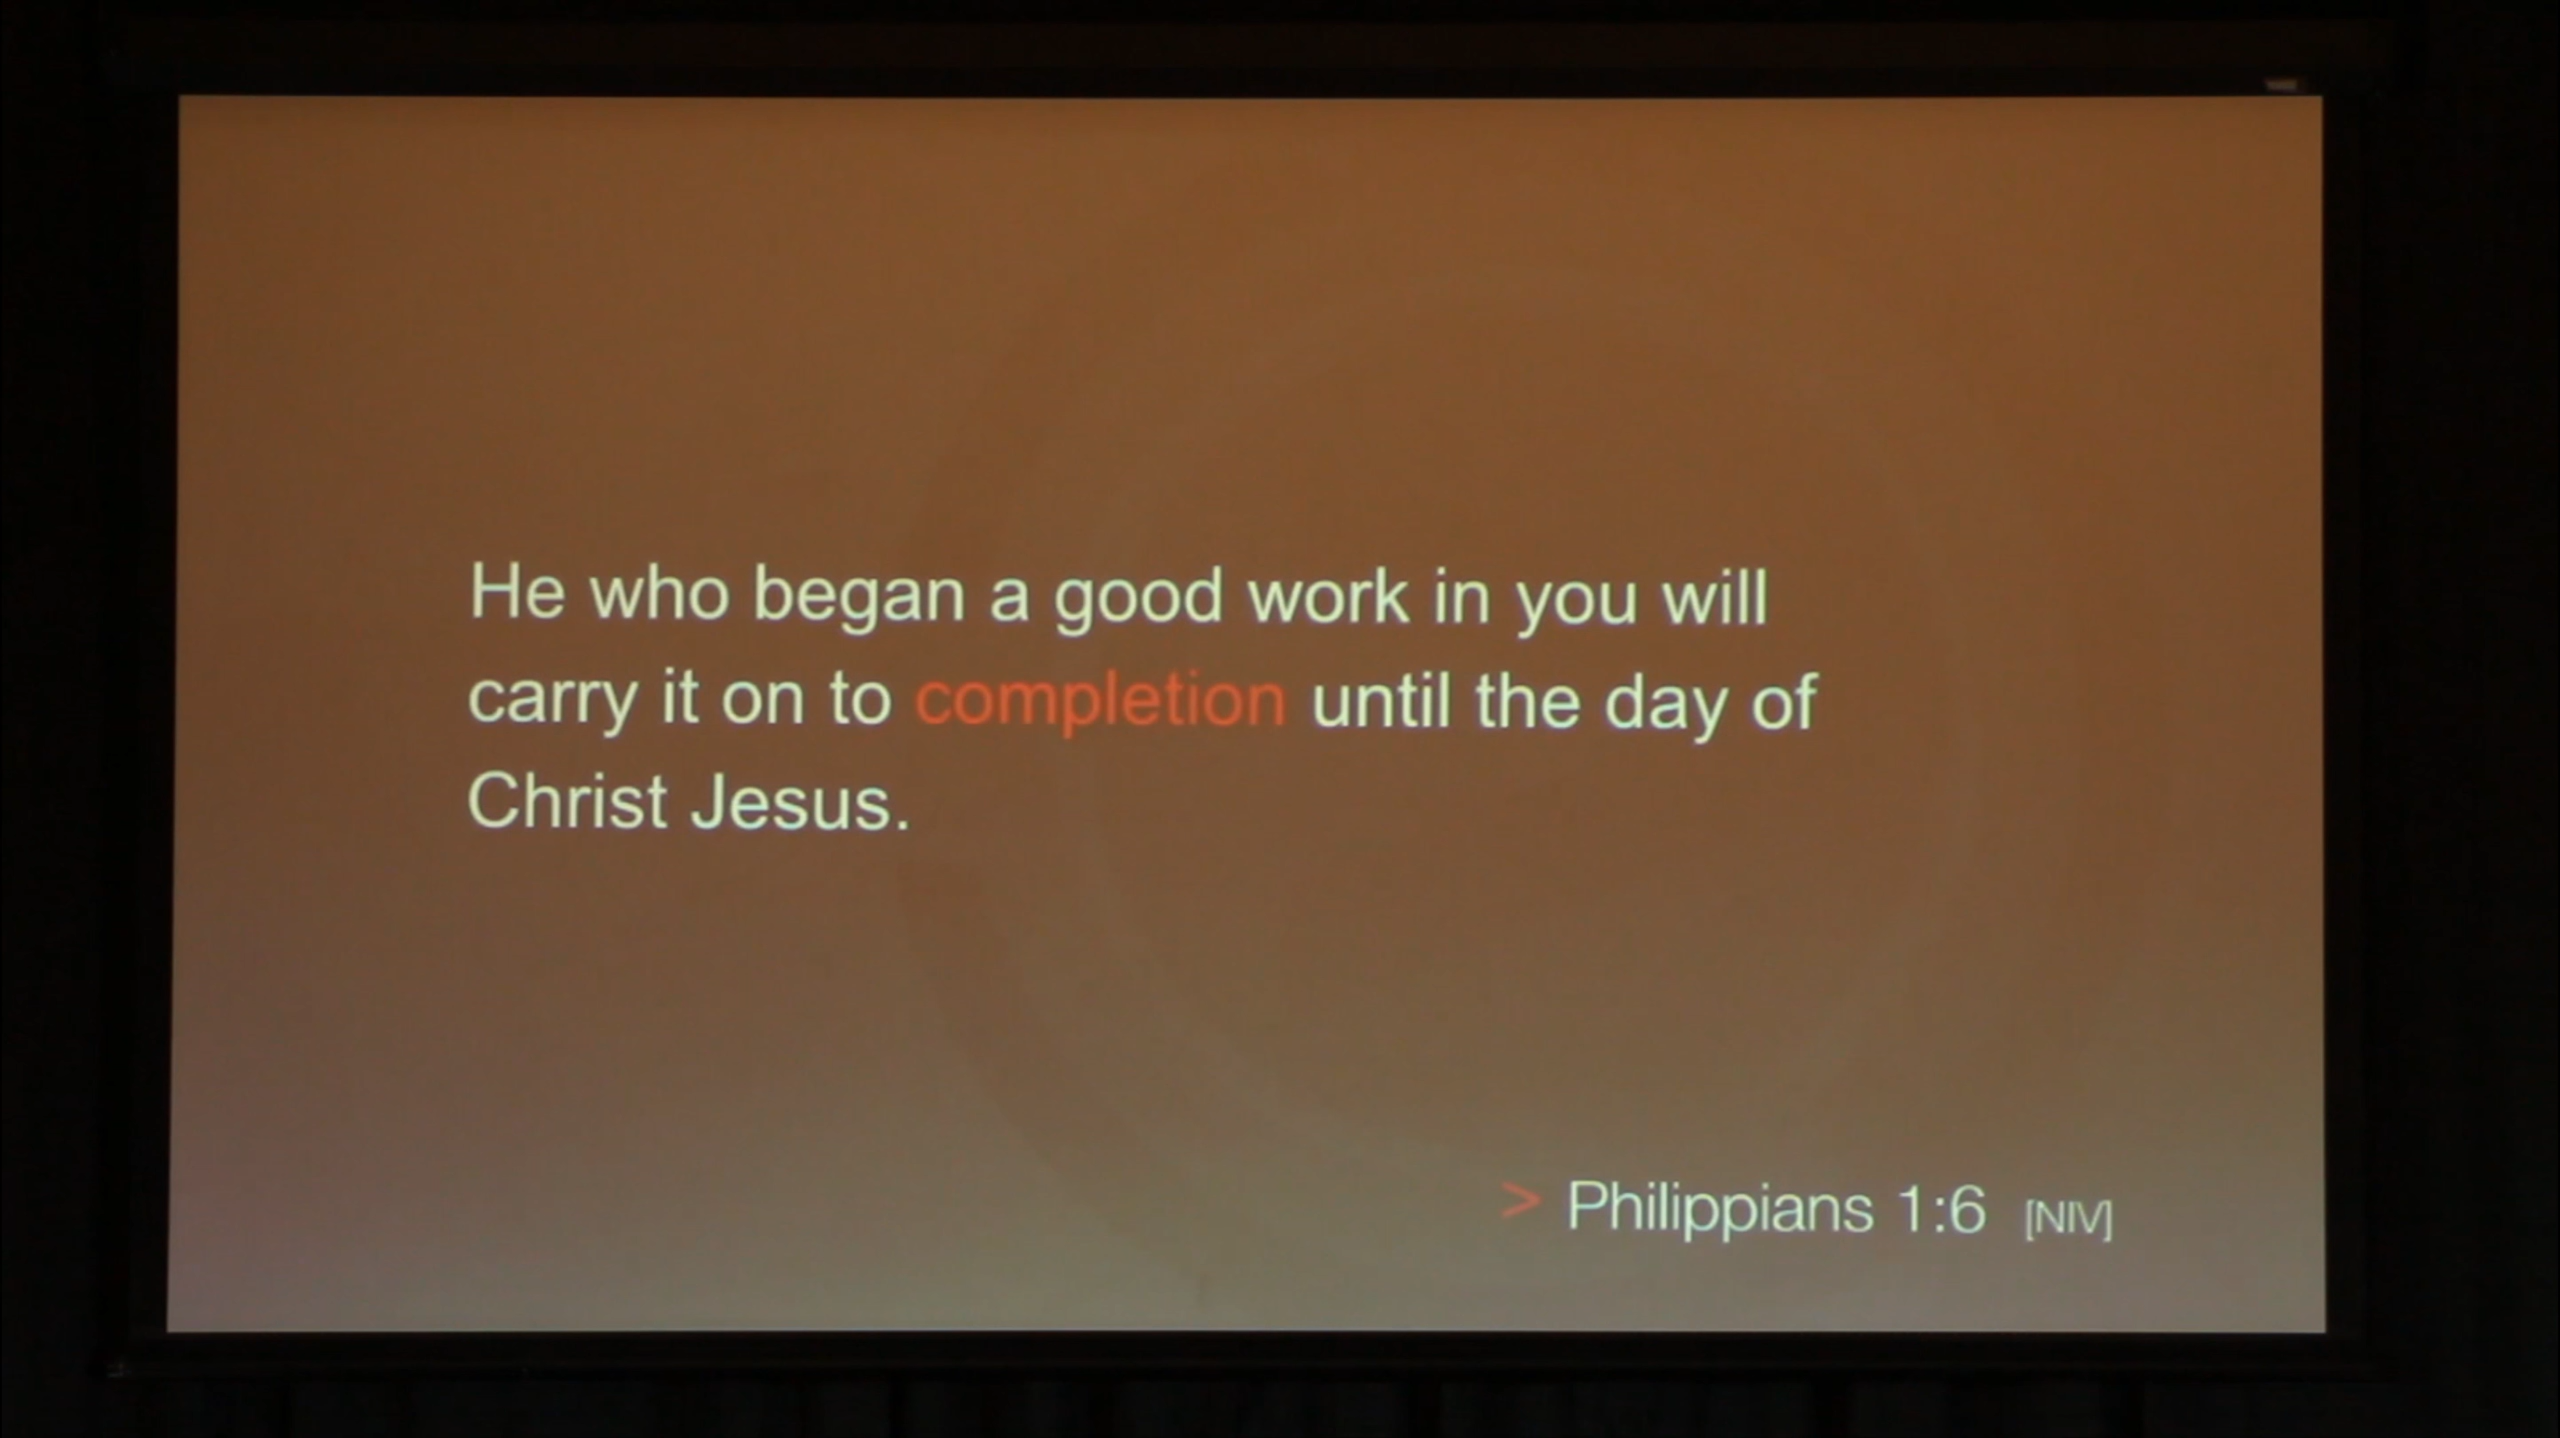 He who began a good work in you will
carry it on to completion until the day of
Christ Jesus.
> Philippians 1:6 [NIV]